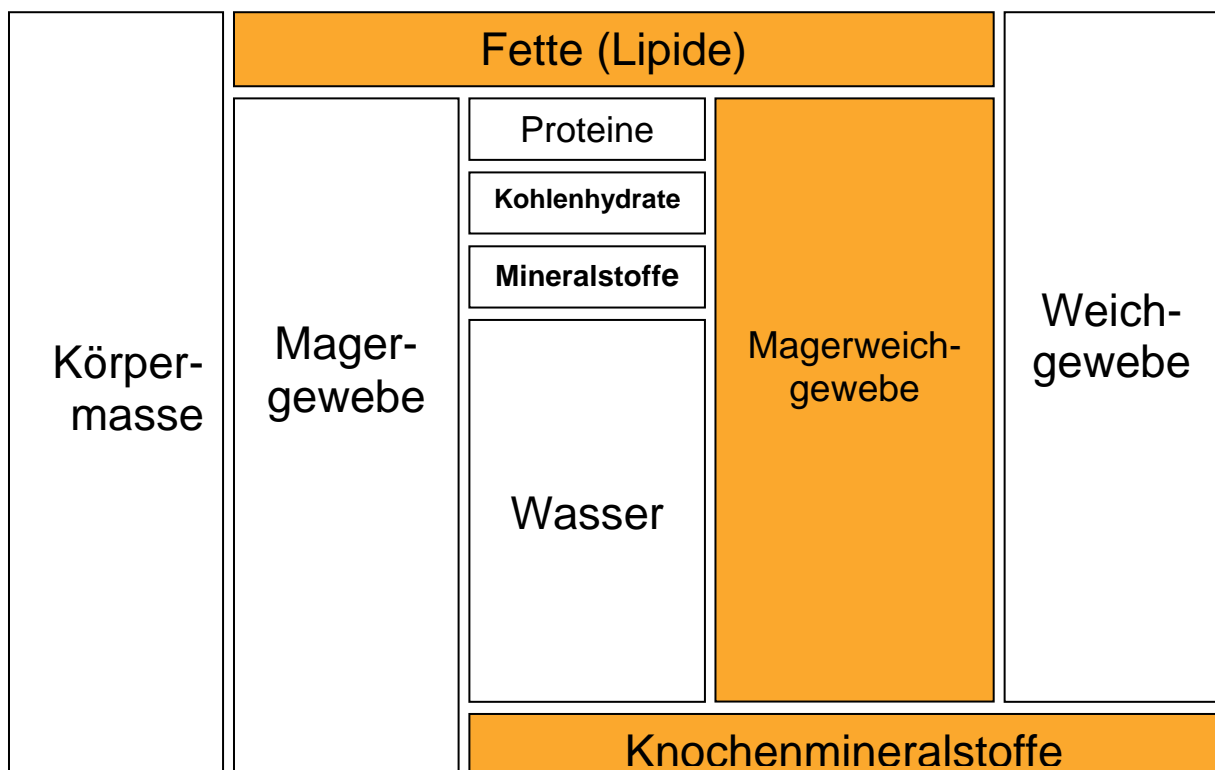 Fette (Lipide)
Körper-
masse
Mager-
gewebe
Proteine
Kohlenhydrate
Mineralstoffe
Wasser
Magerweich-
gewebe
Weich-
gewebe
Knochenmineralstoffe